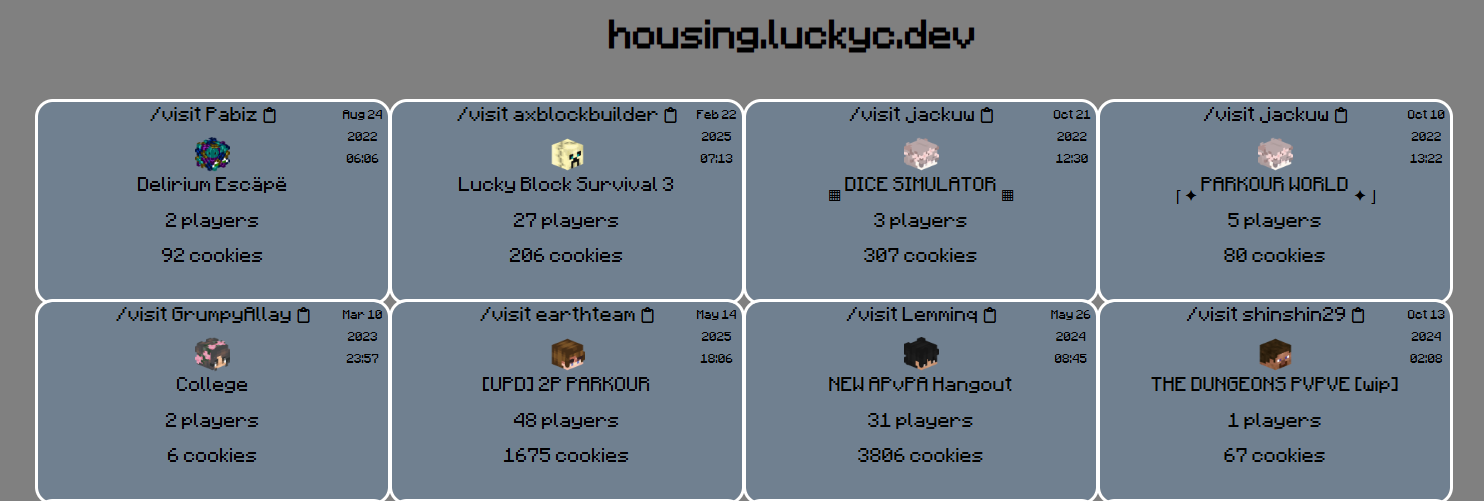 housing.luckyc.dev
/visit Pabiz
Aug 24
2022
06:06
Delirium Escäpë
2 players
92 cookies
/visit axblockbuilder
Feb 22
2025
07:13
Lucky Block Survival 3
27 players
206 cookies
/visit jackuw
Oct 21
2022
12:30
▦ DICE SIMULATOR ▦
3 players
307 cookies
/visit jackuw
Oct 10
2022
13:22
⌈ ✦ PARKOUR WORLD ✦ ⌋
5 players
80 cookies
/visit GrumpyAllay
Mar 10
2023
23:57
College
2 players
6 cookies
/visit earthteam
May 14
2025
18:06
[UPD] 2P PARKOUR
48 players
1675 cookies
/visit Lemminq
May 26
2024
08:45
NEW APvPA Hangout
31 players
3806 cookies
/visit shinshin29
Oct 13
2024
02:08
THE DUNGEONS PVPVE [wip]
1 players
67 cookies